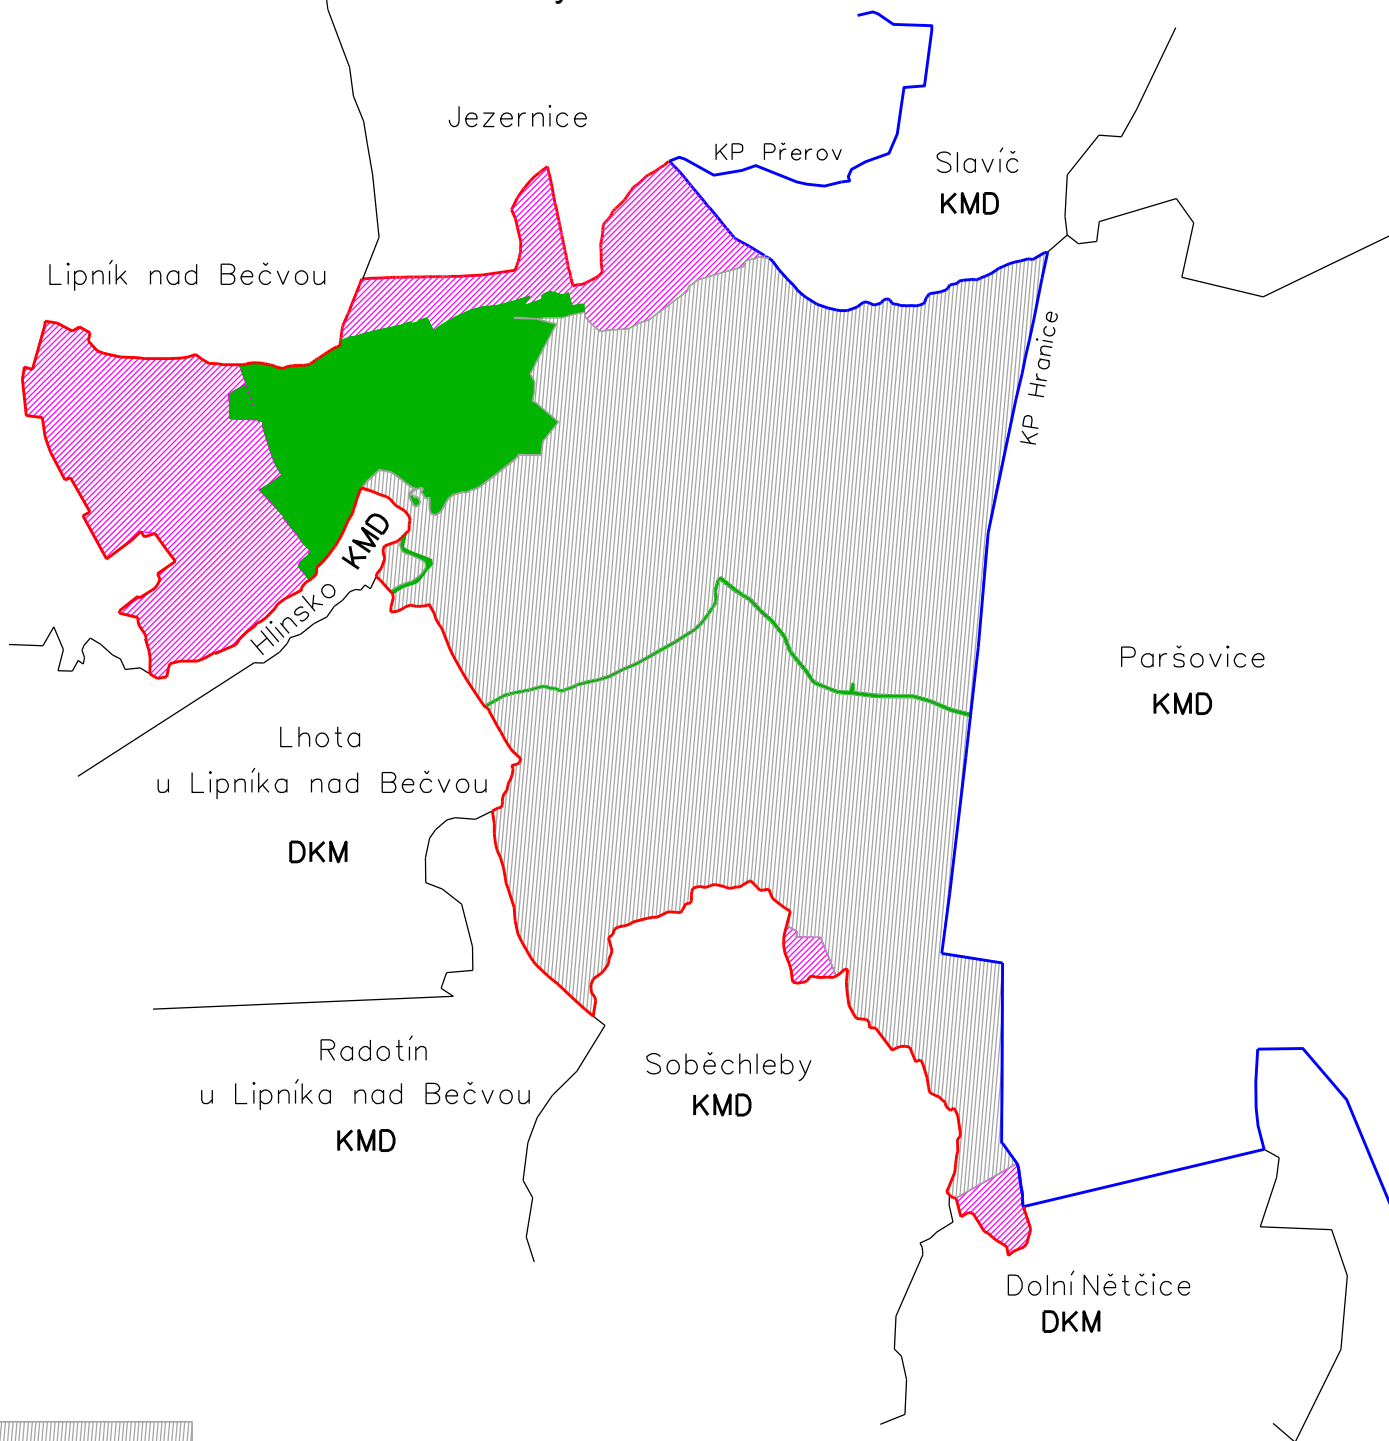 Jezernice
KP Přerov
Slavíč
KMD
Lipník nad Bečvou
KP Hranice
KMD
Hlinsko
Paršovice
KMD
Lhota
u Lipníka nad Bečvou
DKM
Radotín
u Lipníka nad Bečvou
KMD
Soběchleby
KMD
Dolní Nětčice
DKM